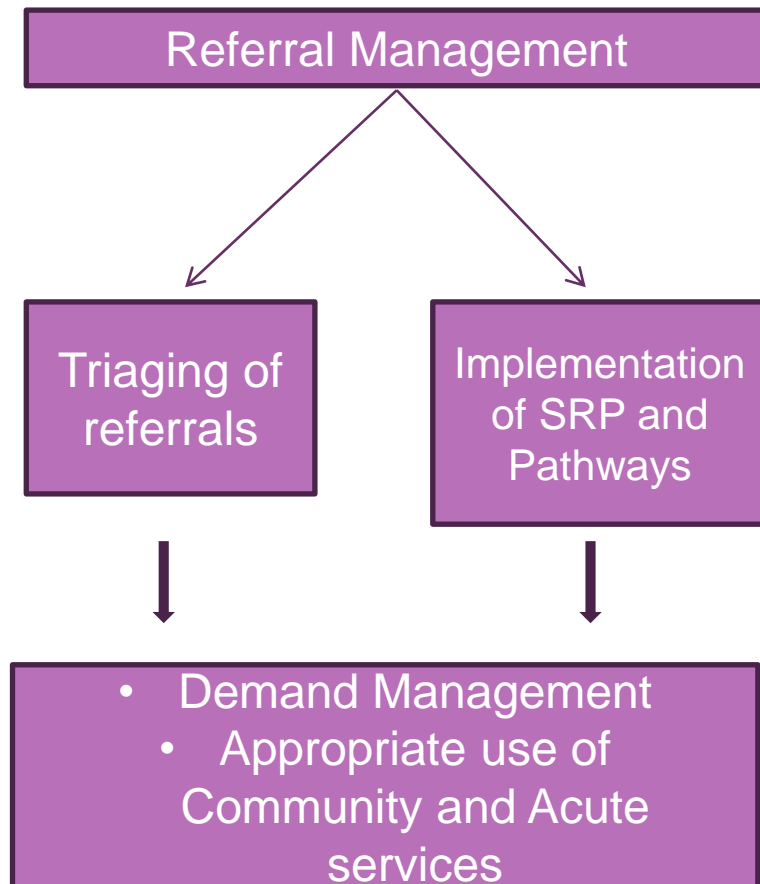 Referral Management
Triaging of
referrals
Implementation
of SRP and
Pathways
• Demand Management
• Appropriate use of
Community and Acute
services